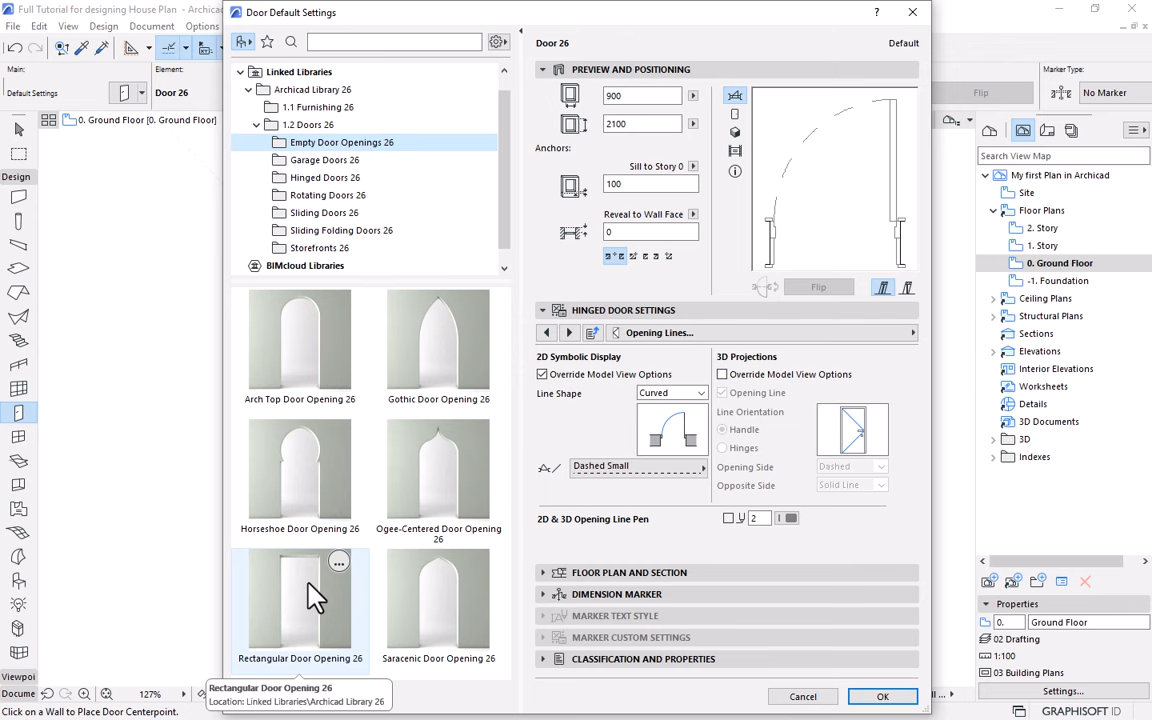 Full Tutorial for designing House Plan - Archicad
File Edit View Design Document Options
Main:
Default Settings
Element:
Door 26
0. Ground Floor [0. Ground Floor]
Design
Viewpoi
Docume
127%
Click on a Wall to Place Door Centerpoint.
Door Default Settings
?
Linked Libraries
Archicad Library 26
1.1 Furnishing 26
1.2 Doors 26
Empty Door Openings 26
Garage Doors 26
Hinged Doors 26
Rotating Doors 26
Sliding Doors 26
Sliding Folding Doors 26
Storefronts 26
BIMcloud Libraries
Arch Top Door Opening 26
Gothic Door Opening 26
Horseshoe Door Opening 26
Ogee-Centered Door Opening
26
Rectangular Door Opening 26
Saracenic Door Opening 26
Rectangular Door Opening 26
Location: Linked Libraries\Archicad Library 26
Door 26
Default
PREVIEW AND POSITIONING
900
2100
Anchors:
Sill to Story 0
100
Reveal to Wall Face
0
Flip
HINGED DOOR SETTINGS
Opening Lines...
2D Symbolic Display
Override Model View Options
Line Shape
Curved
Dashed Small
3D Projections
Override Model View Options
Opening Line
Line Orientation
Handle
Hinges
Opening Side
Dashed
Opposite Side
Solid Line
2D & 3D Opening Line Pen
2
FLOOR PLAN AND SECTION
DIMENSION MARKER
MARKER TEXT STYLE
MARKER CUSTOM SETTINGS
CLASSIFICATION AND PROPERTIES
Cancel
OK
Flip
Marker Type:
No Marker
Search View Map
My first Plan in Archicad
Site
Floor Plans
2. Story
1. Story
0. Ground Floor
-1. Foundation
Ceiling Plans
Structural Plans
Sections
Elevations
Interior Elevations
Worksheets
Details
3D Documents
3D
Indexes
Properties
0.
Ground Floor
02 Drafting
1:100
03 Building Plans
Settings...
GRAPHISOFT ID